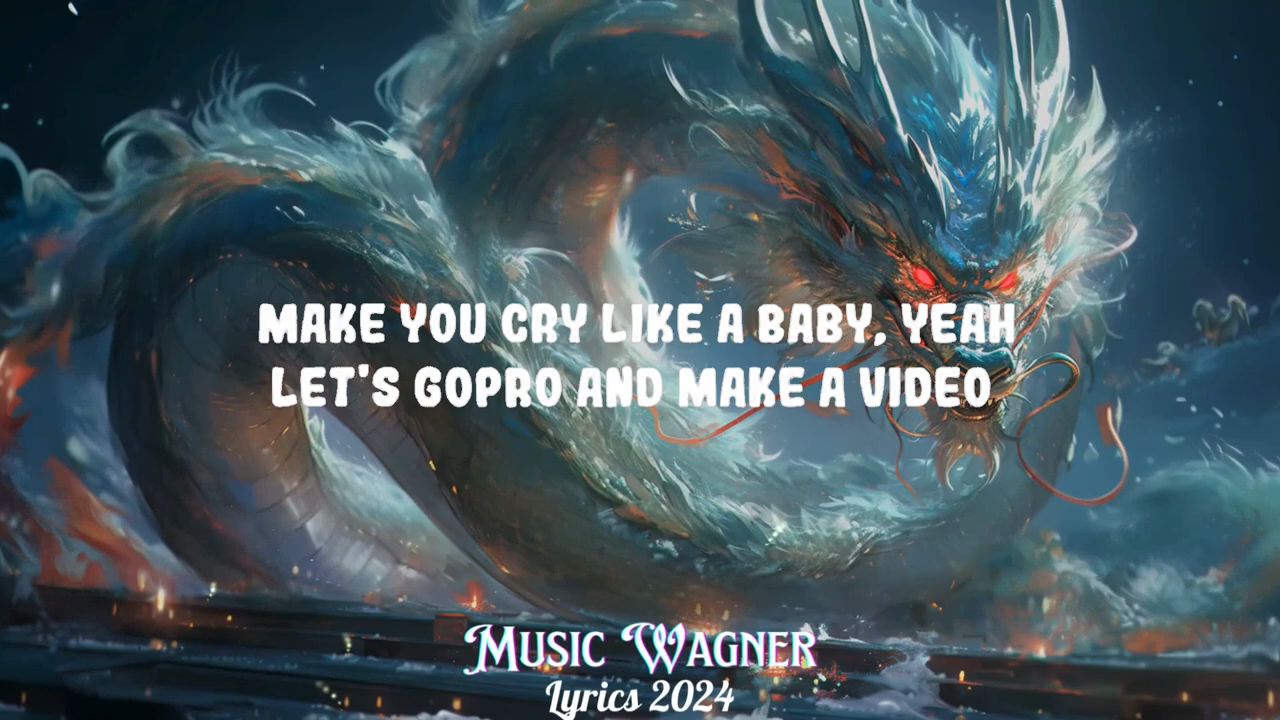 MAKE YOU CRY LIKE A BABY, YEAH
LET'S GOPRO AND MAKE A VIDEO
MUSIC WAGNER
Lyrics 2024